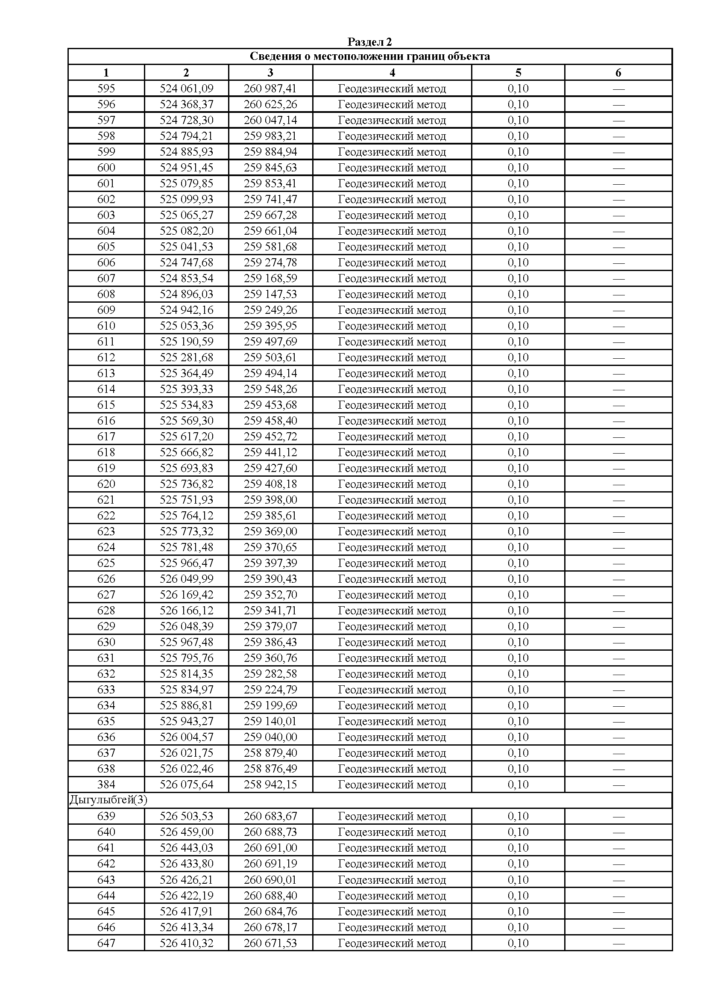 Раздел 2
Сведения о местоположении границ объекта
1 2 3 4 5 6
595 524 061,09 260 987,41 Геодезический метод 0,10 —
596 524 368,37 260 625,26 Геодезический метод 0,10 —
597 524 728,30 260 047,14 Геодезический метод 0,10 —
598 524 794,21 259 983,21 Геодезический метод 0,10 —
599 524 885,93 259 884,94 Геодезический метод 0,10 —
600 524 951,45 259 845,63 Геодезический метод 0,10 —
601 525 079,85 259 853,41 Геодезический метод 0,10 —
602 525 099,93 259 741,47 Геодезический метод 0,10 —
603 525 065,27 259 667,28 Геодезический метод 0,10 —
604 525 082,20 259 661,04 Геодезический метод 0,10 —
605 525 041,53 259 581,68 Геодезический метод 0,10 —
606 524 747,68 259 274,78 Геодезический метод 0,10 —
607 524 853,54 259 168,59 Геодезический метод 0,10 —
608 524 896,03 259 147,53 Геодезический метод 0,10 —
609 524 942,16 259 249,26 Геодезический метод 0,10 —
610 525 053,36 259 395,95 Геодезический метод 0,10 —
611 525 190,59 259 497,69 Геодезический метод 0,10 —
612 525 281,68 259 503,61 Геодезический метод 0,10 —
613 525 364,49 259 494,14 Геодезический метод 0,10 —
614 525 393,33 259 548,26 Геодезический метод 0,10 —
615 525 534,83 259 453,68 Геодезический метод 0,10 —
616 525 569,30 259 458,40 Геодезический метод 0,10 —
617 525 617,20 259 452,72 Геодезический метод 0,10 —
618 525 666,82 259 441,12 Геодезический метод 0,10 —
619 525 693,83 259 427,60 Геодезический метод 0,10 —
620 525 736,82 259 408,18 Геодезический метод 0,10 —
621 525 751,93 259 398,00 Геодезический метод 0,10 —
622 525 764,12 259 385,61 Геодезический метод 0,10 —
623 525 773,32 259 369,00 Геодезический метод 0,10 —
624 525 781,48 259 370,65 Геодезический метод 0,10 —
625 525 966,47 259 397,39 Геодезический метод 0,10 —
626 526 049,99 259 390,43 Геодезический метод 0,10 —
627 526 169,42 259 352,70 Геодезический метод 0,10 —
628 526 166,12 259 341,71 Геодезический метод 0,10 —
629 526 048,39 259 379,07 Геодезический метод 0,10 —
630 525 967,48 259 386,43 Геодезический метод 0,10 —
631 525 795,76 259 360,76 Геодезический метод 0,10 —
632 525 814,35 259 282,58 Геодезический метод 0,10 —
633 525 834,97 259 224,79 Геодезический метод 0,10 —
634 525 886,81 259 199,69 Геодезический метод 0,10 —
635 525 943,27 259 140,01 Геодезический метод 0,10 —
636 526 004,57 259 040,00 Геодезический метод 0,10 —
637 526 021,75 258 879,40 Геодезический метод 0,10 —
638 526 022,46 258 876,49 Геодезический метод 0,10 —
384 526 075,64 258 942,15 Геодезический метод 0,10 —
Дыгулыбгей(3)
639 526 503,53 260 683,67 Геодезический метод 0,10 —
640 526 459,00 260 688,73 Геодезический метод 0,10 —
641 526 443,03 260 691,00 Геодезический метод 0,10 —
642 526 433,80 260 691,19 Геодезический метод 0,10 —
643 526 426,21 260 690,01 Геодезический метод 0,10 —
644 526 422,19 260 688,40 Геодезический метод 0,10 —
645 526 417,91 260 684,76 Геодезический метод 0,10 —
646 526 413,34 260 678,17 Геодезический метод 0,10 —
647 526 410,32 260 671,53 Геодезический метод 0,10 —